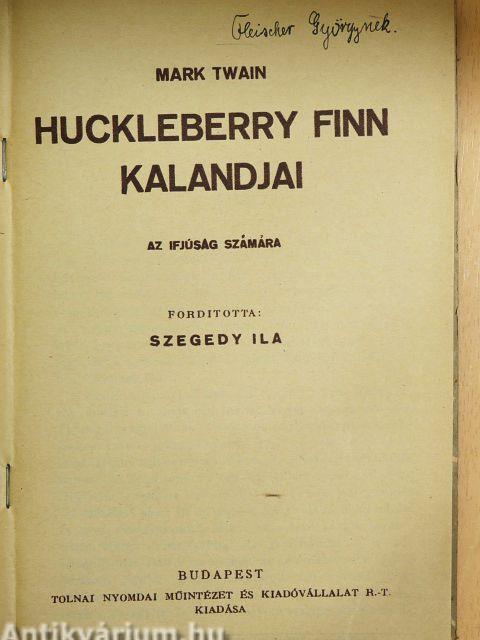 Fleischer Györgynek.
MARK TWAIN
HUCKLEBERRY FINN
KALANDJAI
AZ IFJÚSÁG SZÁMÁRA
FORDITOTTA:
SZEGEDY ILA
BUDAPEST
TOLNAI NYOMDAI MŰINTÉZET ÉS KIADÓVÁLLALAT R.-T.
KIADÁSA
Antikvárium.hu